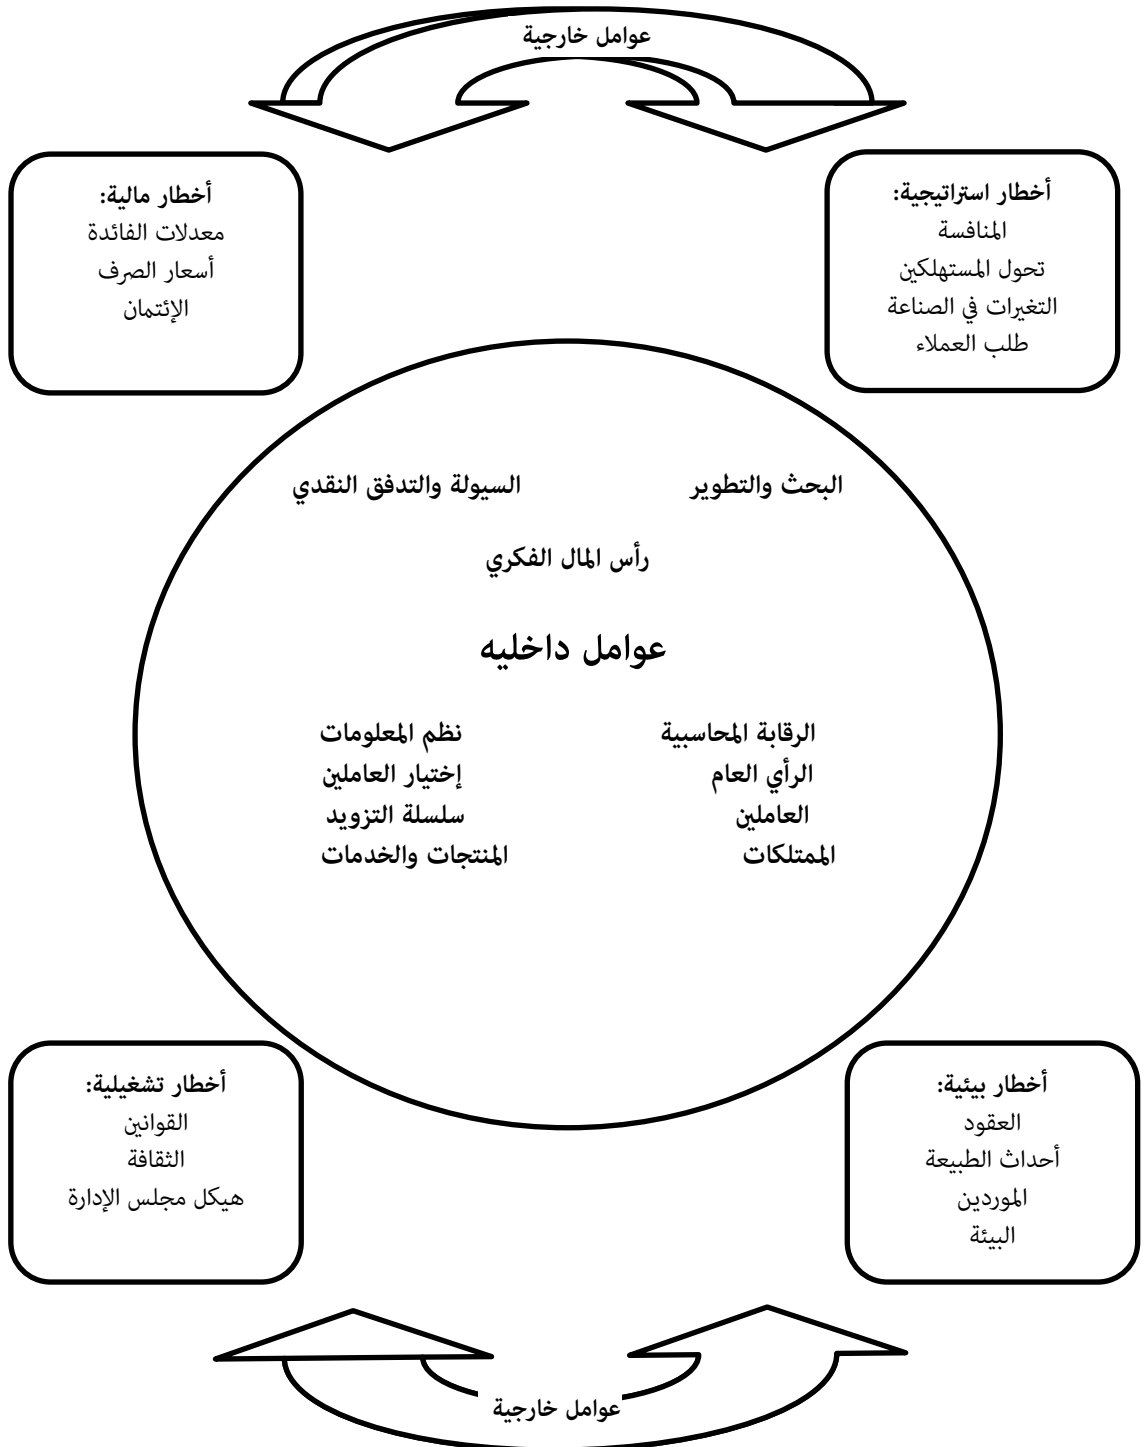 عوامل خارجية
أخطار استراتيجية:
المنافسة
تحول المستهلكين
التغيرات في الصناعة
طلب العملاء
أخطار مالية:
معدلات الفائدة
أسعار الصرف
الإئتمان
البحث والتطوير
السيولة والتدفق النقدي
رأس المال الفكري
عوامل داخليه
الرقابة المحاسبية
الرأي العام
العاملين
الممتلكات
نظم المعلومات
إختيار العاملين
سلسلة التزويد
المنتجات والخدمات
أخطار بيئية:
العقود
أحداث الطبيعة
الموردين
البيئة
أخطار تشغيلية:
القوانين
الثقافة
هيكل مجلس الإدارة
عوامل خارجية